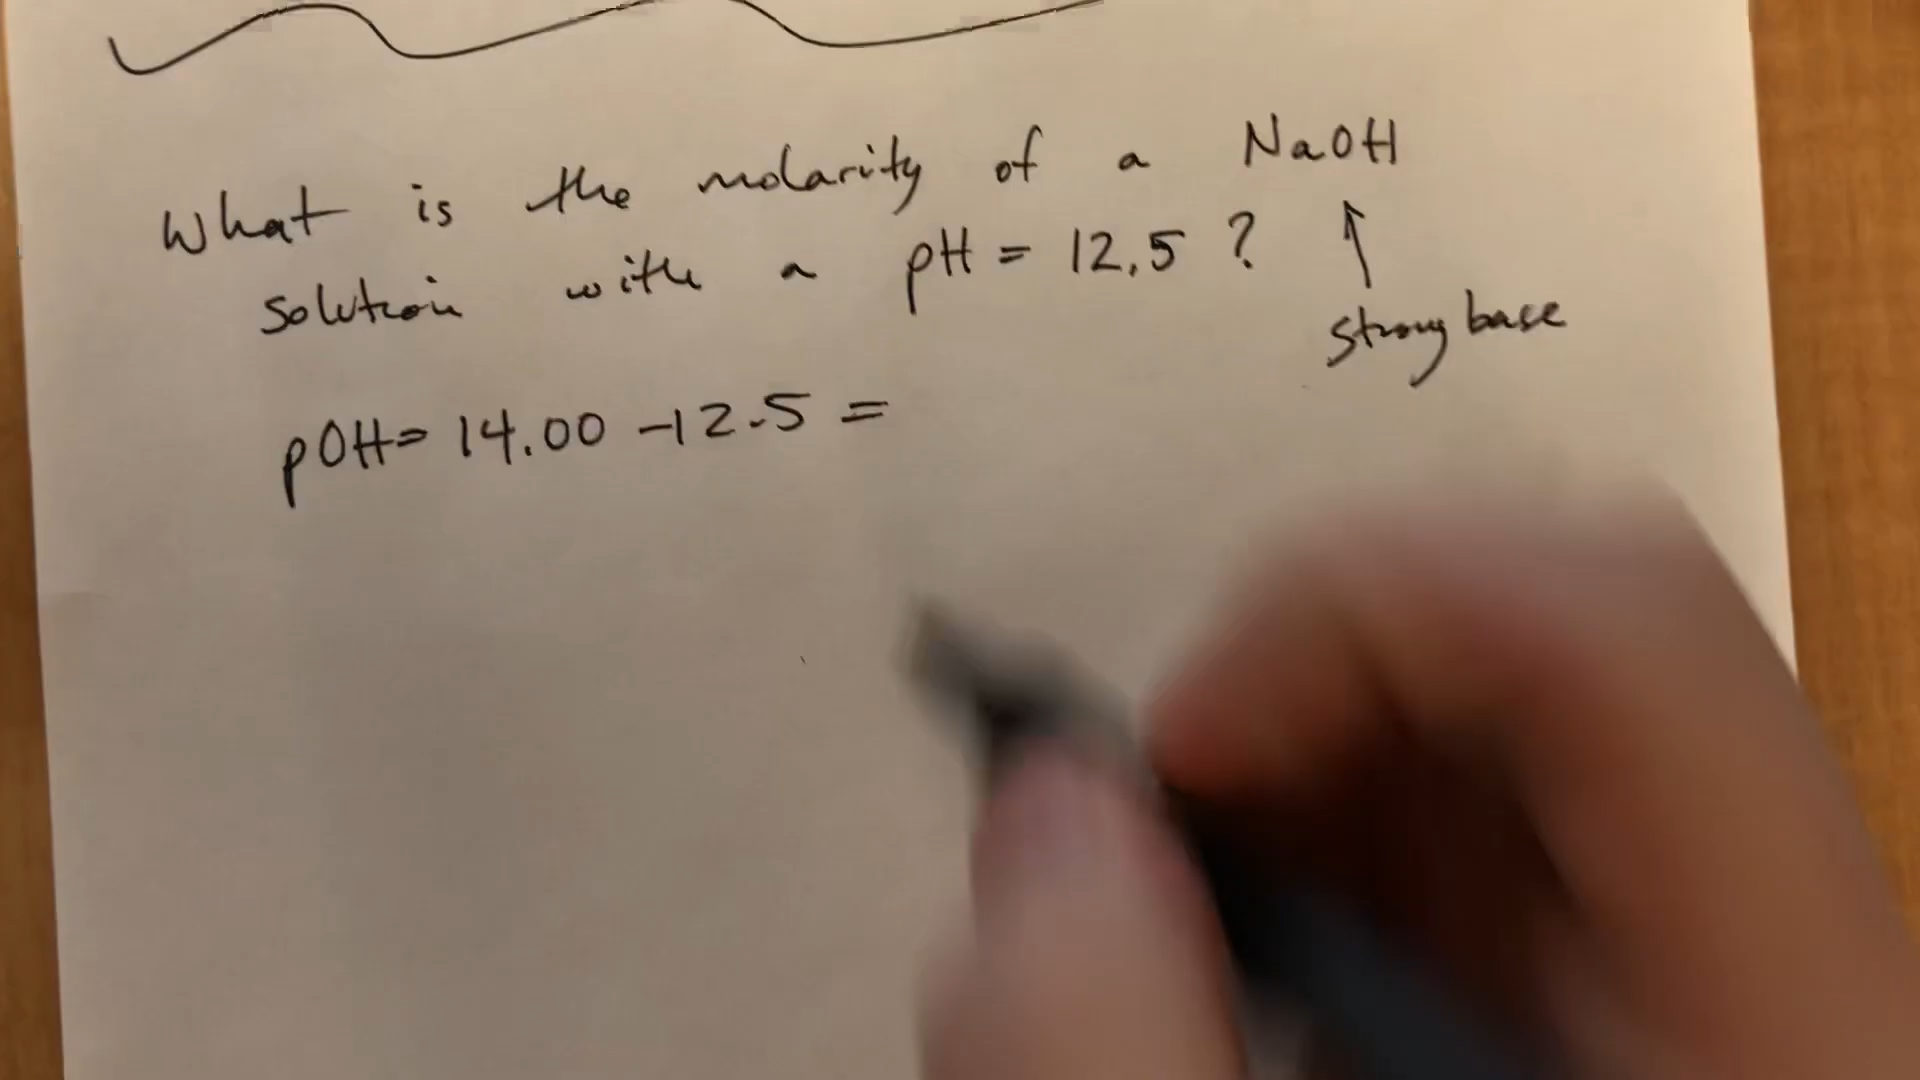 What is the molarity of a NaOH
solution with a pH = 12.5 ?
↑
strong base
pOH = 14.00 - 12.5 =